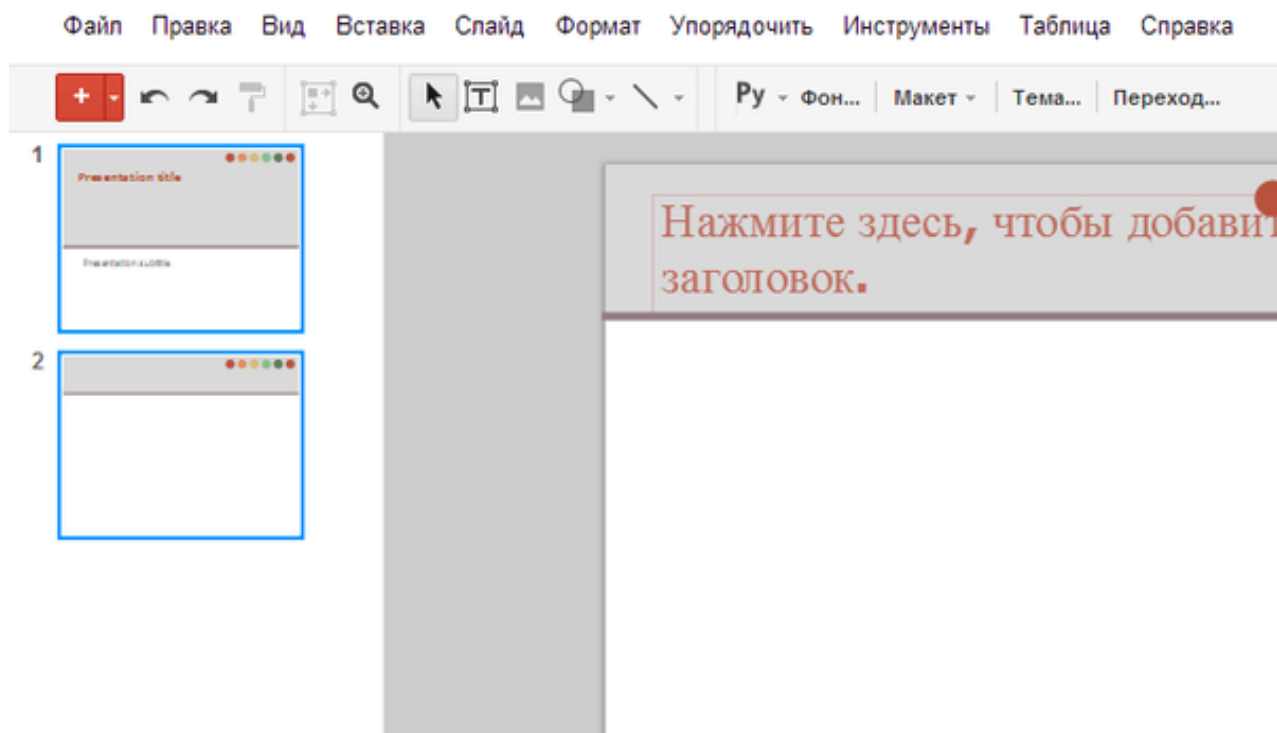 Файл Правка Вид Вставка Слайд Формат Упорядочить Инструменты Таблица Справка
Ру Фон... Макет Тема... Переход...
1
Presentation title
Presentation subtitle
2
Нажмите здесь, чтобы добавит
заголовок.